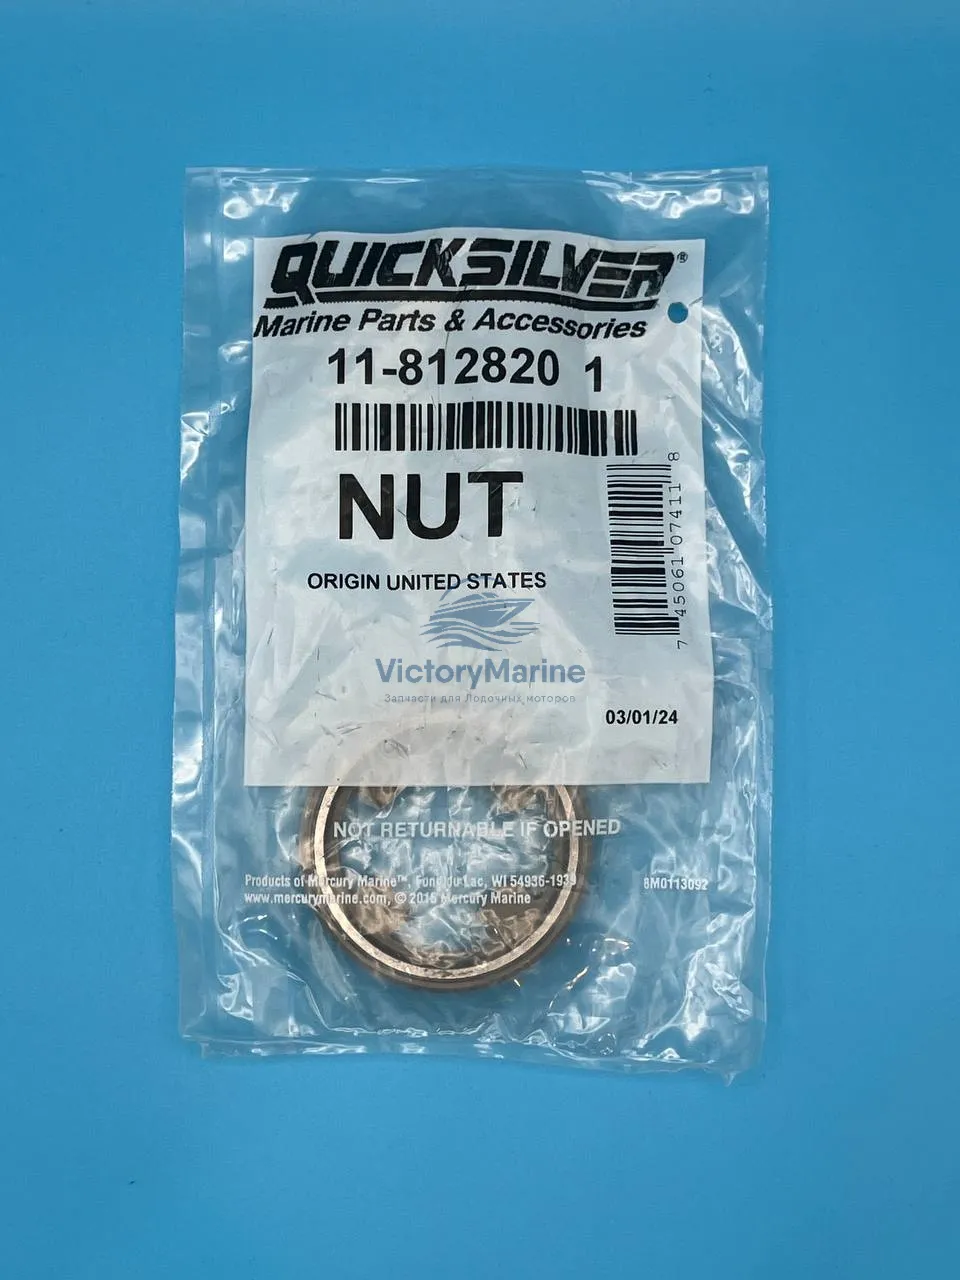 QUICKSILVER®
Marine Parts & Accessories
11-812820 1
NUT
7 45061 07411 8
ORIGIN UNITED STATES
VictoryMarine
Запчасти для Лодочных моторов
03/01/24
NOT RETURNABLE IF OPENED
Products of Mercury Marine™, Fond du Lac, WI 54936-1939
8M0113092
www.mercurymarine.com, © 2015 Mercury Marine